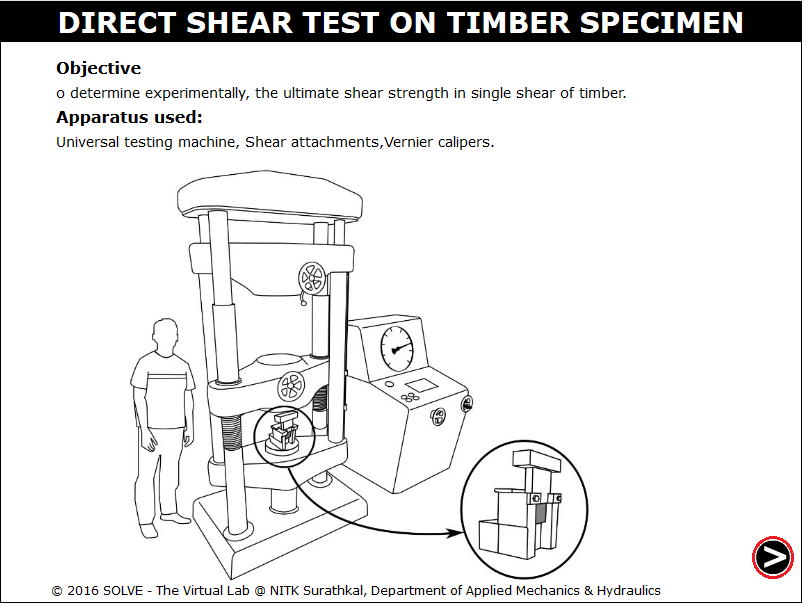 DIRECT SHEAR TEST ON TIMBER SPECIMEN
Objective
o determine experimentally, the ultimate shear strength in single shear of timber.
Apparatus used:
Universal testing machine, Shear attachments,Vernier calipers.
© 2016 SOLVE - The Virtual Lab @ NITK Surathkal, Department of Applied Mechanics & Hydraulics